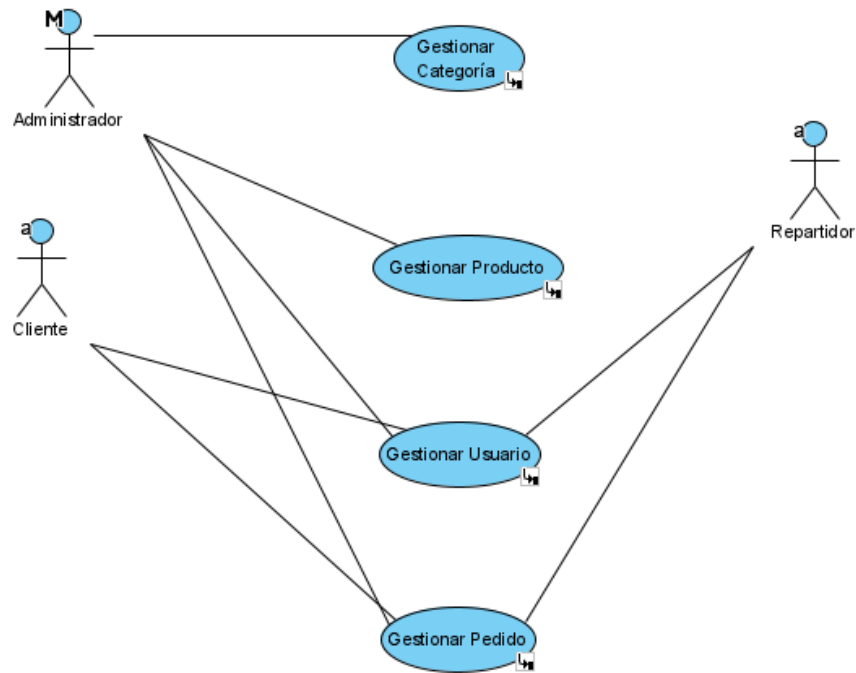 M
Administrador
Gestionar
Categoría
a
Repartidor
a
Cliente
Gestionar Producto
Gestionar Usuario
Gestionar Pedido